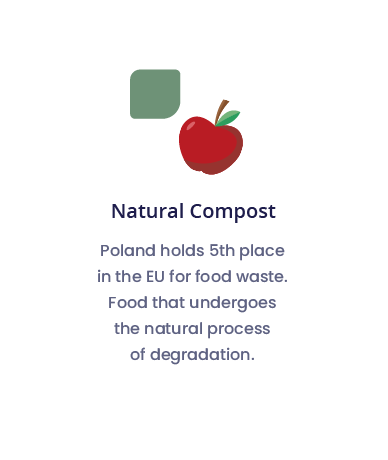 Natural Compost
Poland holds 5th place
in the EU for food waste.
Food that undergoes
the natural process
of degradation.